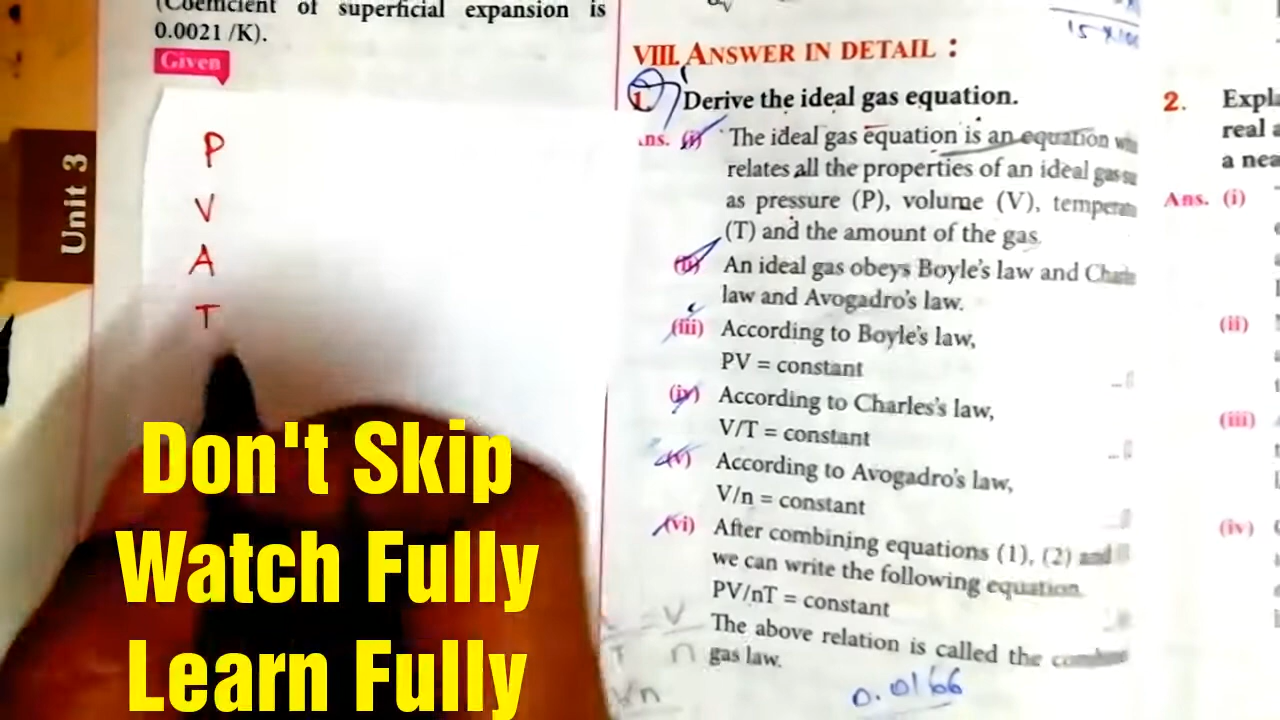 (Coefficient of superficial expansion is
0.0021 /K).
Given
Unit 3
P
V
A
T
Don't Skip
Watch Fully
Learn Fully
VIII. ANSWER IN DETAIL :
1. Derive the ideal gas equation.
Ans. (i) The ideal gas equation is an equation
relates all the properties of an ideal gas
as pressure (P), volume (V),
(T) and the amount of the gas.
(ii) An ideal gas obeys Boyle's law and
law and Avogadro's law.
(iii) According to Boyle's law,
PV = constant
(iv) According to Charles's law,
V/T = constant
(v) According to Avogadro's law,
V/n = constant
(vi) After combining equations (1), (2) and
we can write the following equation.
PV/nT = constant
The above relation is called the
gas law.
0.0166
2.
real
a
Ans. (i)
(ii)
(iii)
(iv)